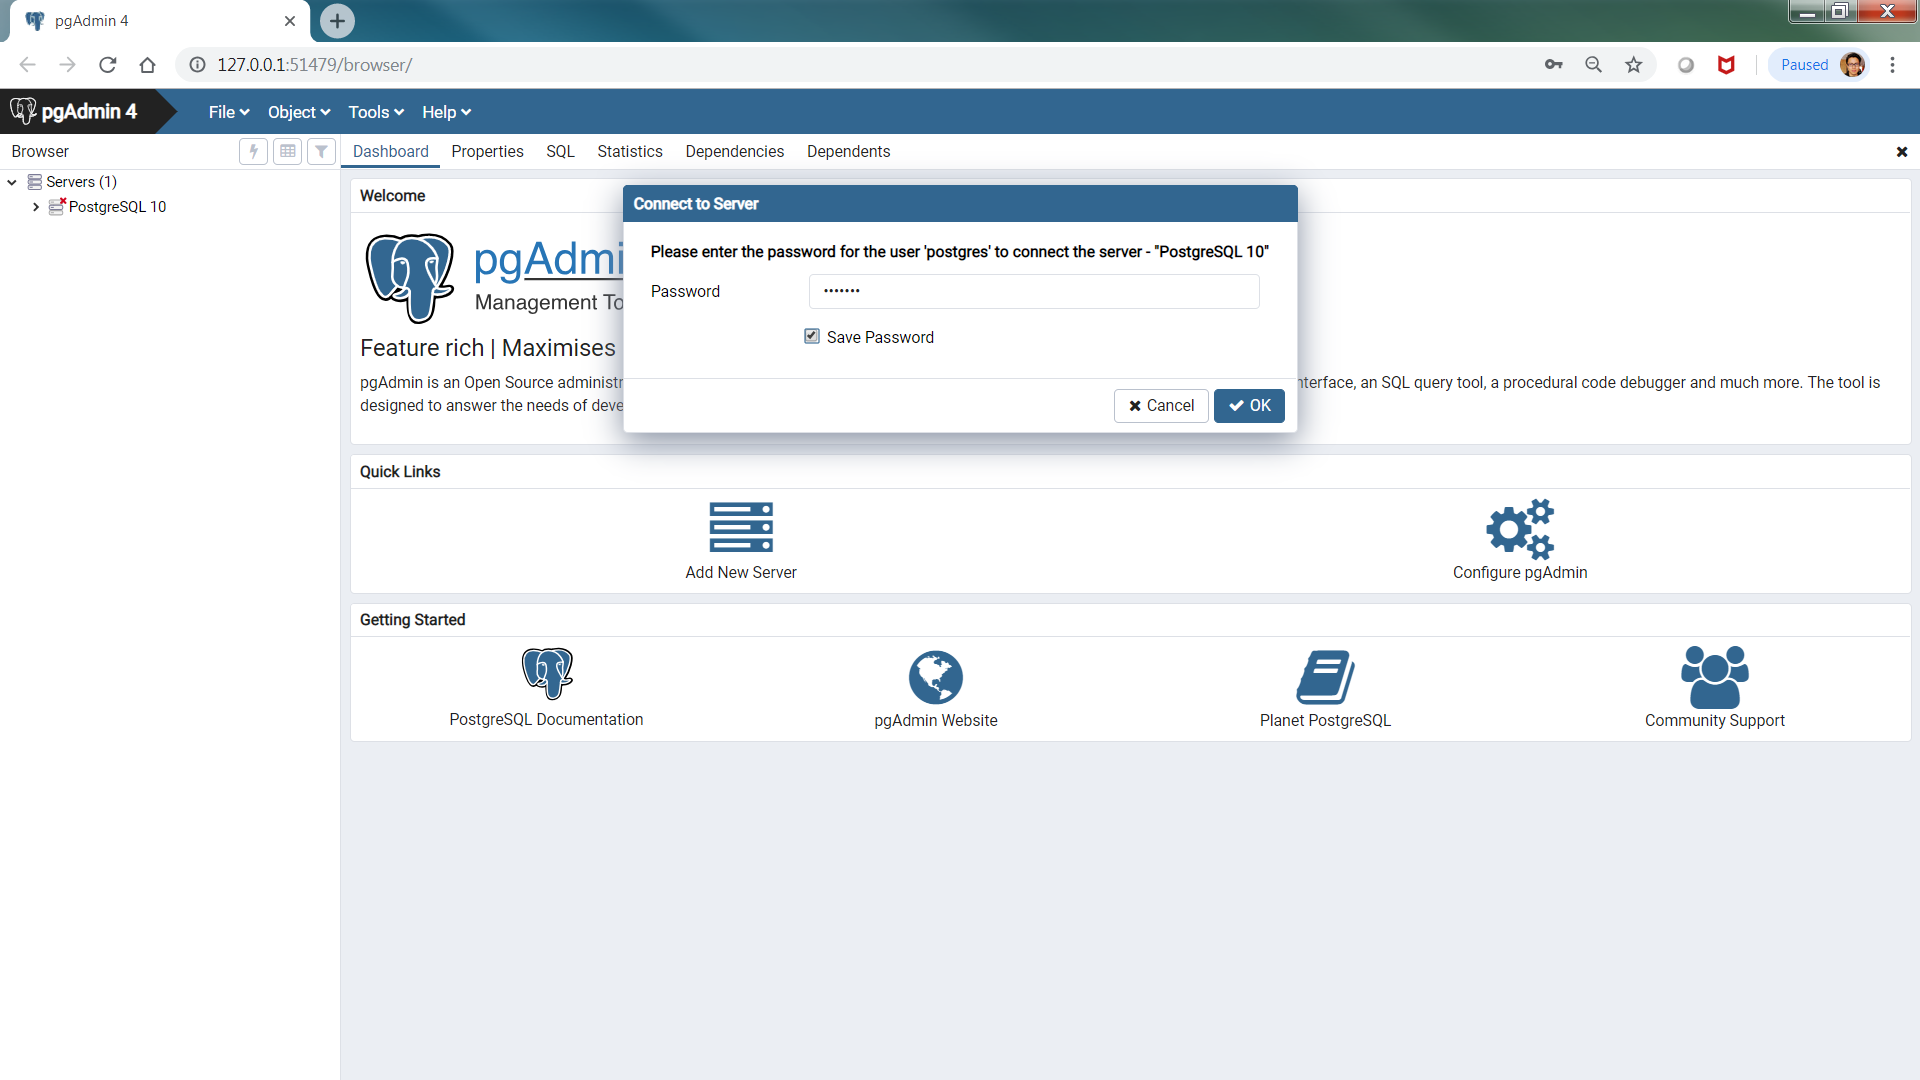 pgAdmin 4
127.0.0.1:51479/browser/
Paused
pgAdmin 4
File
Object
Tools
Help
Browser
Dashboard
Properties
SQL
Statistics
Dependencies
Dependents
Servers (1)
PostgreSQL 10
Welcome
Connect to Server
Please enter the password for the user 'postgres' to connect the server - "PostgreSQL 10"
Password
•••••••
Save Password
Cancel
OK
pgAdmi
Management To
Feature rich | Maximises
pgAdmin is an Open Source administr
nterface, an SQL query tool, a procedural code debugger and much more. The tool is
designed to answer the needs of deve
Quick Links
Add New Server
Configure pgAdmin
Getting Started
PostgreSQL Documentation
pgAdmin Website
Planet PostgreSQL
Community Support